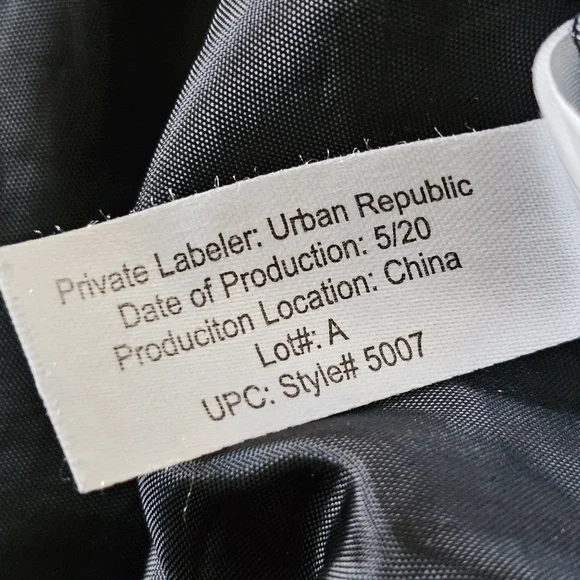 Private Labeler: Urban Republic
Date of Production: 5/20
Produciton Location: China
Lot#: A
UPC: Style# 5007